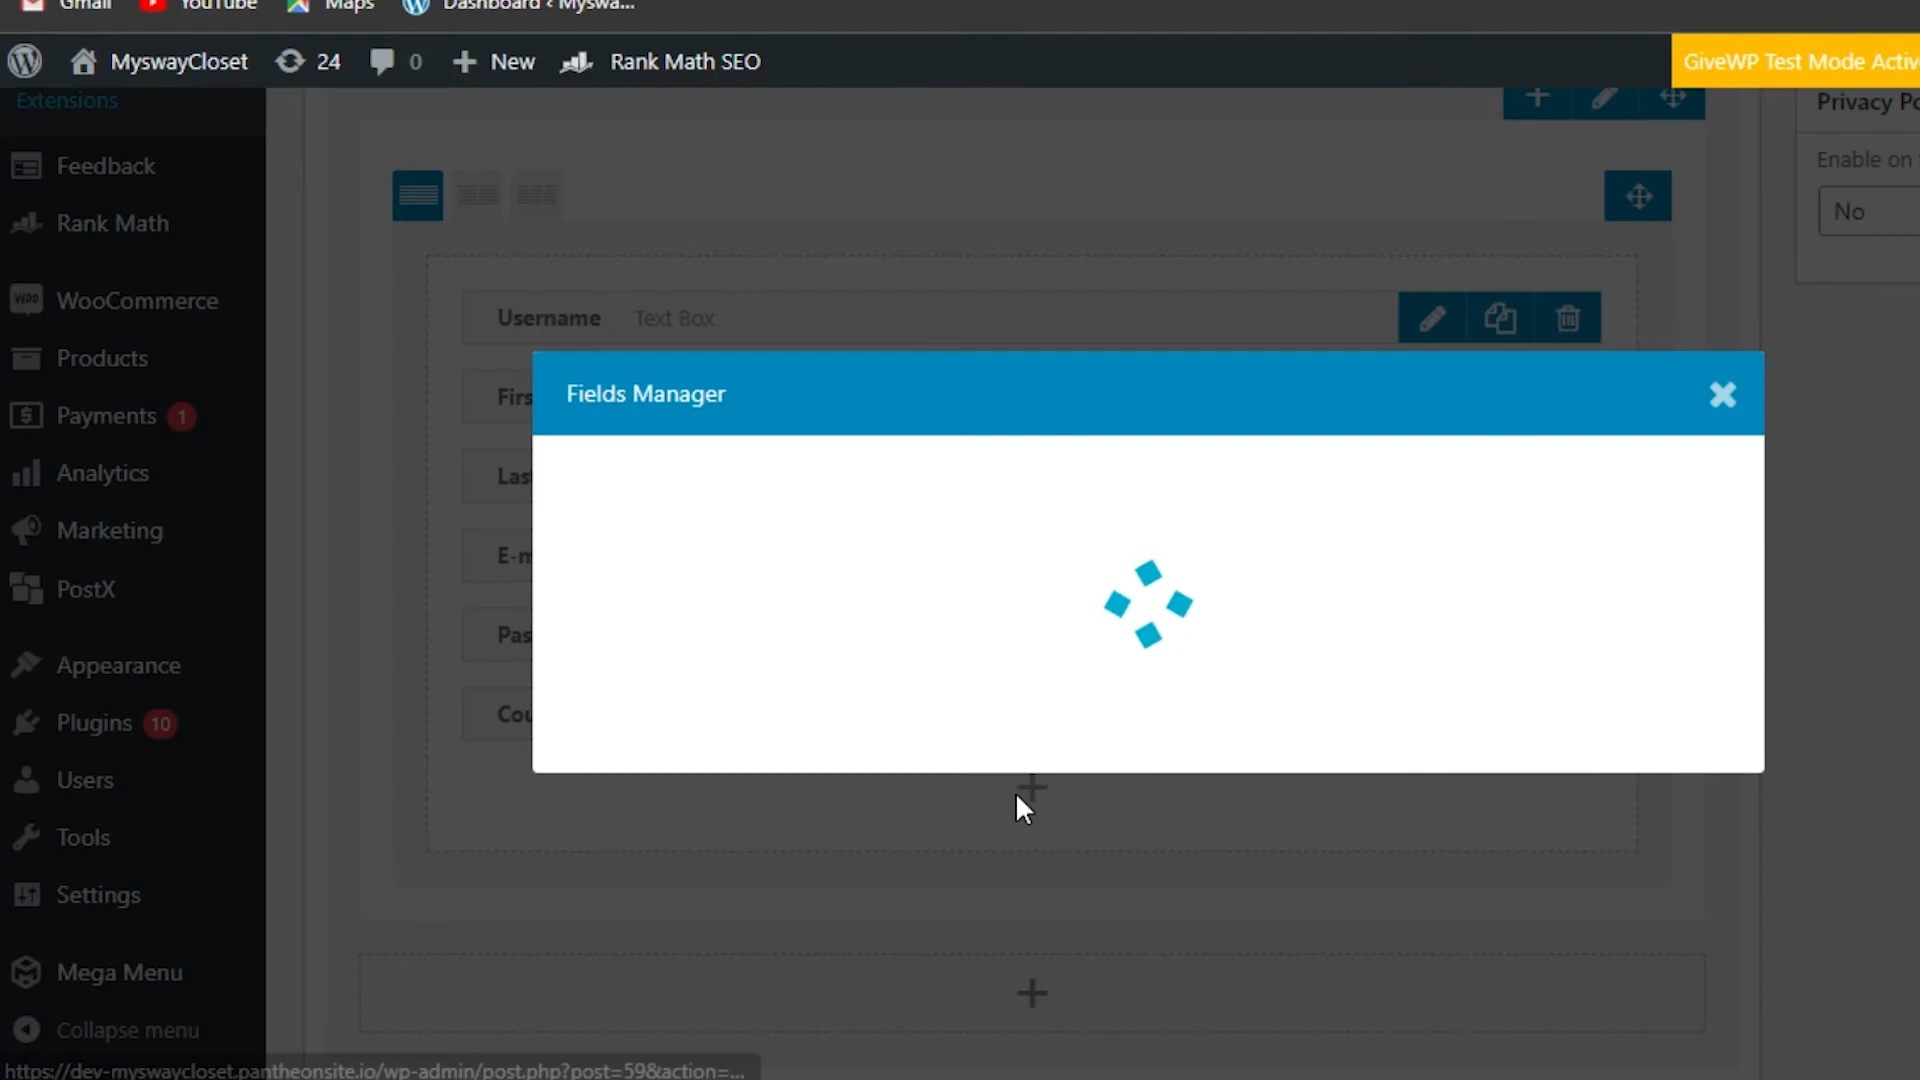 Gmail YouTube Maps Dashboard ‹ Myswa...
MyswayCloset 24 0 New Rank Math SEO
GiveWP Test Mode Activ
Extensions
Privacy Po
Feedback
Enable on
Rank Math
No
WOO WooCommerce
Username Text Box
Products
Fields Manager
Firs
Payments 1
Analytics
Las
Marketing
E-m
PostX
Pas
Appearance
Cou
Plugins 10
Users
Tools
Settings
Mega Menu
Collapse menu
https://dev-myswaycloset.pantheonsite.io/wp-admin/post.php?post=59&action=...